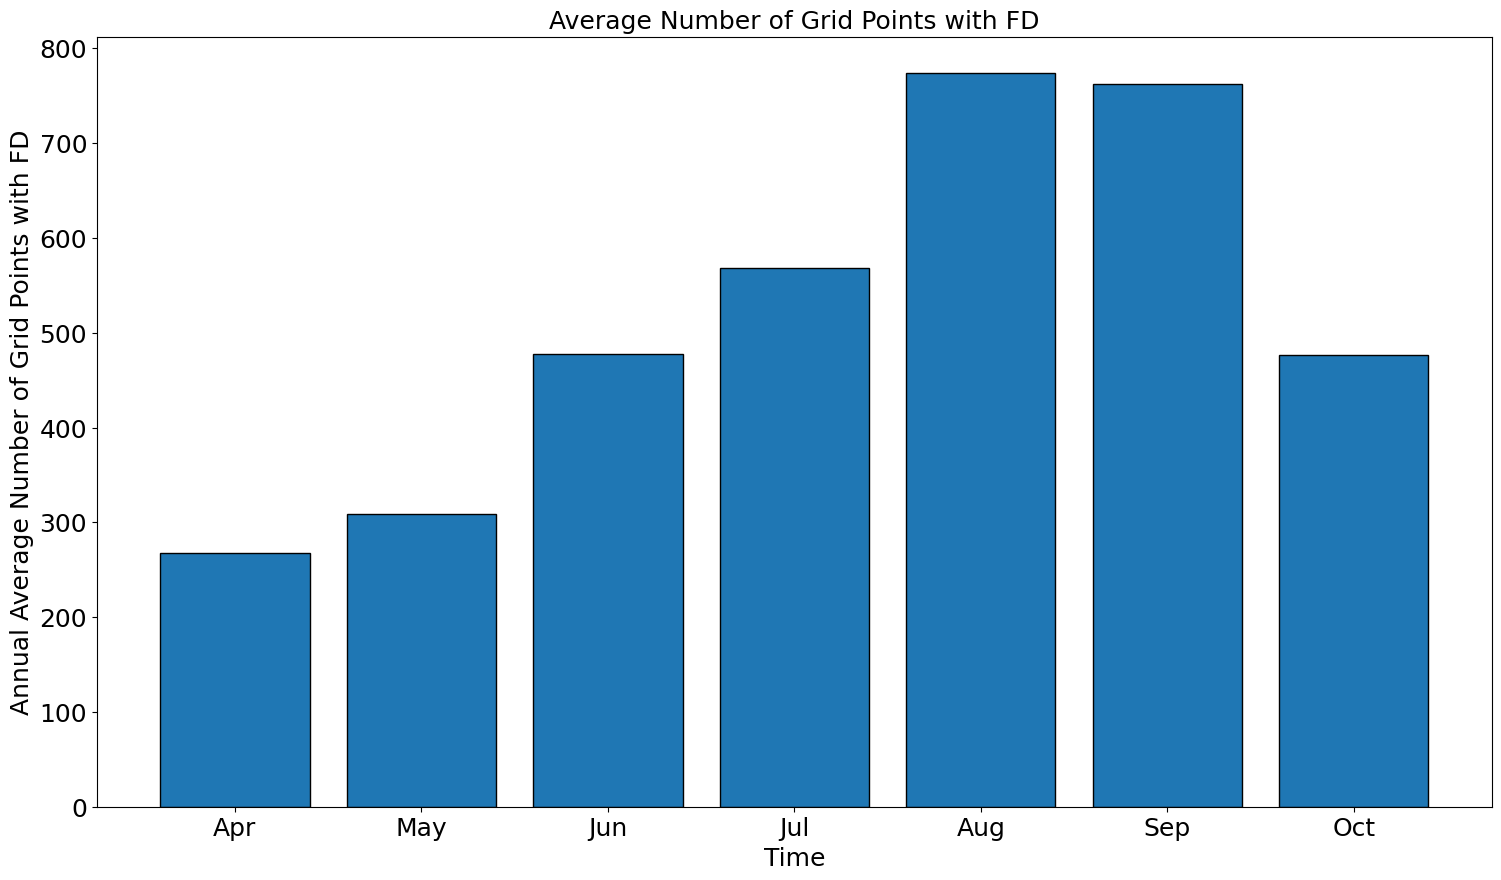 Average Number of Grid Points with FD
Annual Average Number of Grid Points with FD
800
700
600
500
400
300
200
100
0
Apr May Jun Jul Aug Sep Oct
Time